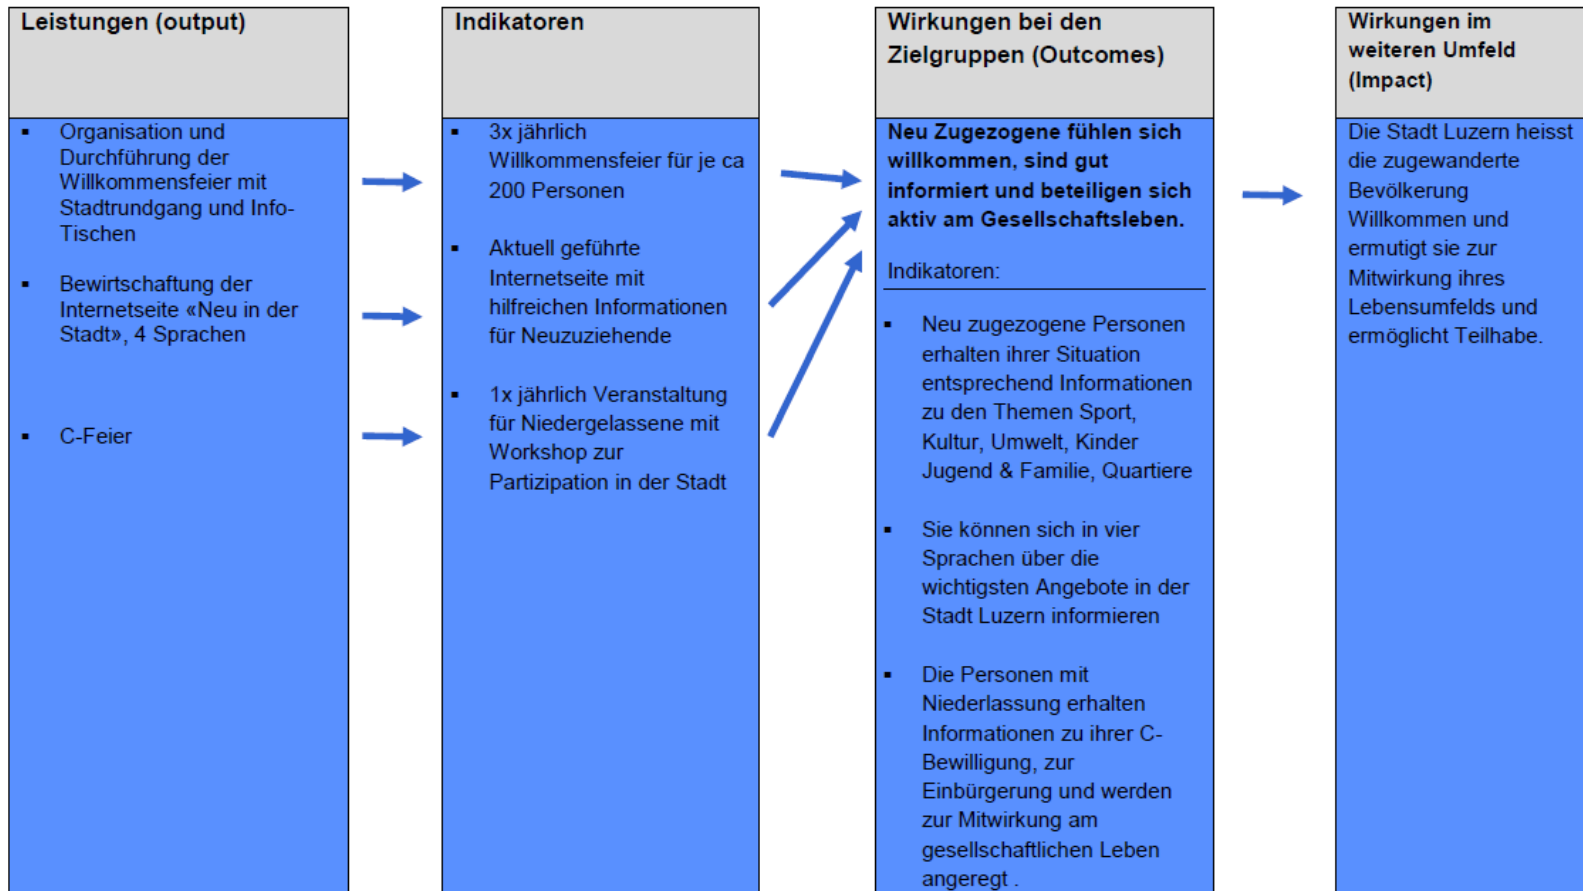 Leistungen (output)
Organisation und
Durchführung der
Willkommensfeier mit
Stadtrundgang und Info-
Tischen
Bewirtschaftung der
Internetseite «Neu in der
Stadt», 4 Sprachen
C-Feier
Indikatoren
3x jährlich
Willkommensfeier für je ca
200 Personen
Aktuell geführte
Internetseite mit
hilfreichen Informationen
für Neuzuziehende
1x jährlich Veranstaltung
für Niedergelassene mit
Workshop zur
Partizipation in der Stadt
Wirkungen bei den
Zielgruppen (Outcomes)
Neu Zugezogene fühlen sich
willkommen, sind gut
informiert und beteiligen sich
aktiv am Gesellschaftsleben.
Indikatoren:
Neu zugezogene Personen
erhalten ihrer Situation
entsprechend Informationen
zu den Themen Sport,
Kultur, Umwelt, Kinder
Jugend & Familie, Quartiere
Sie können sich in vier
Sprachen über die
wichtigsten Angebote in der
Stadt Luzern informieren
Die Personen mit
Niederlassung erhalten
Informationen zu ihrer C-
Bewilligung, zur
Einbürgerung und werden
zur Mitwirkung am
gesellschaftlichen Leben
angeregt .
Wirkungen im
weiteren Umfeld
(Impact)
Die Stadt Luzern heisst
die zugewanderte
Bevölkerung
Willkommen und
ermutigt sie zur
Mitwirkung ihres
Lebensumfelds und
ermöglicht Teilhabe.